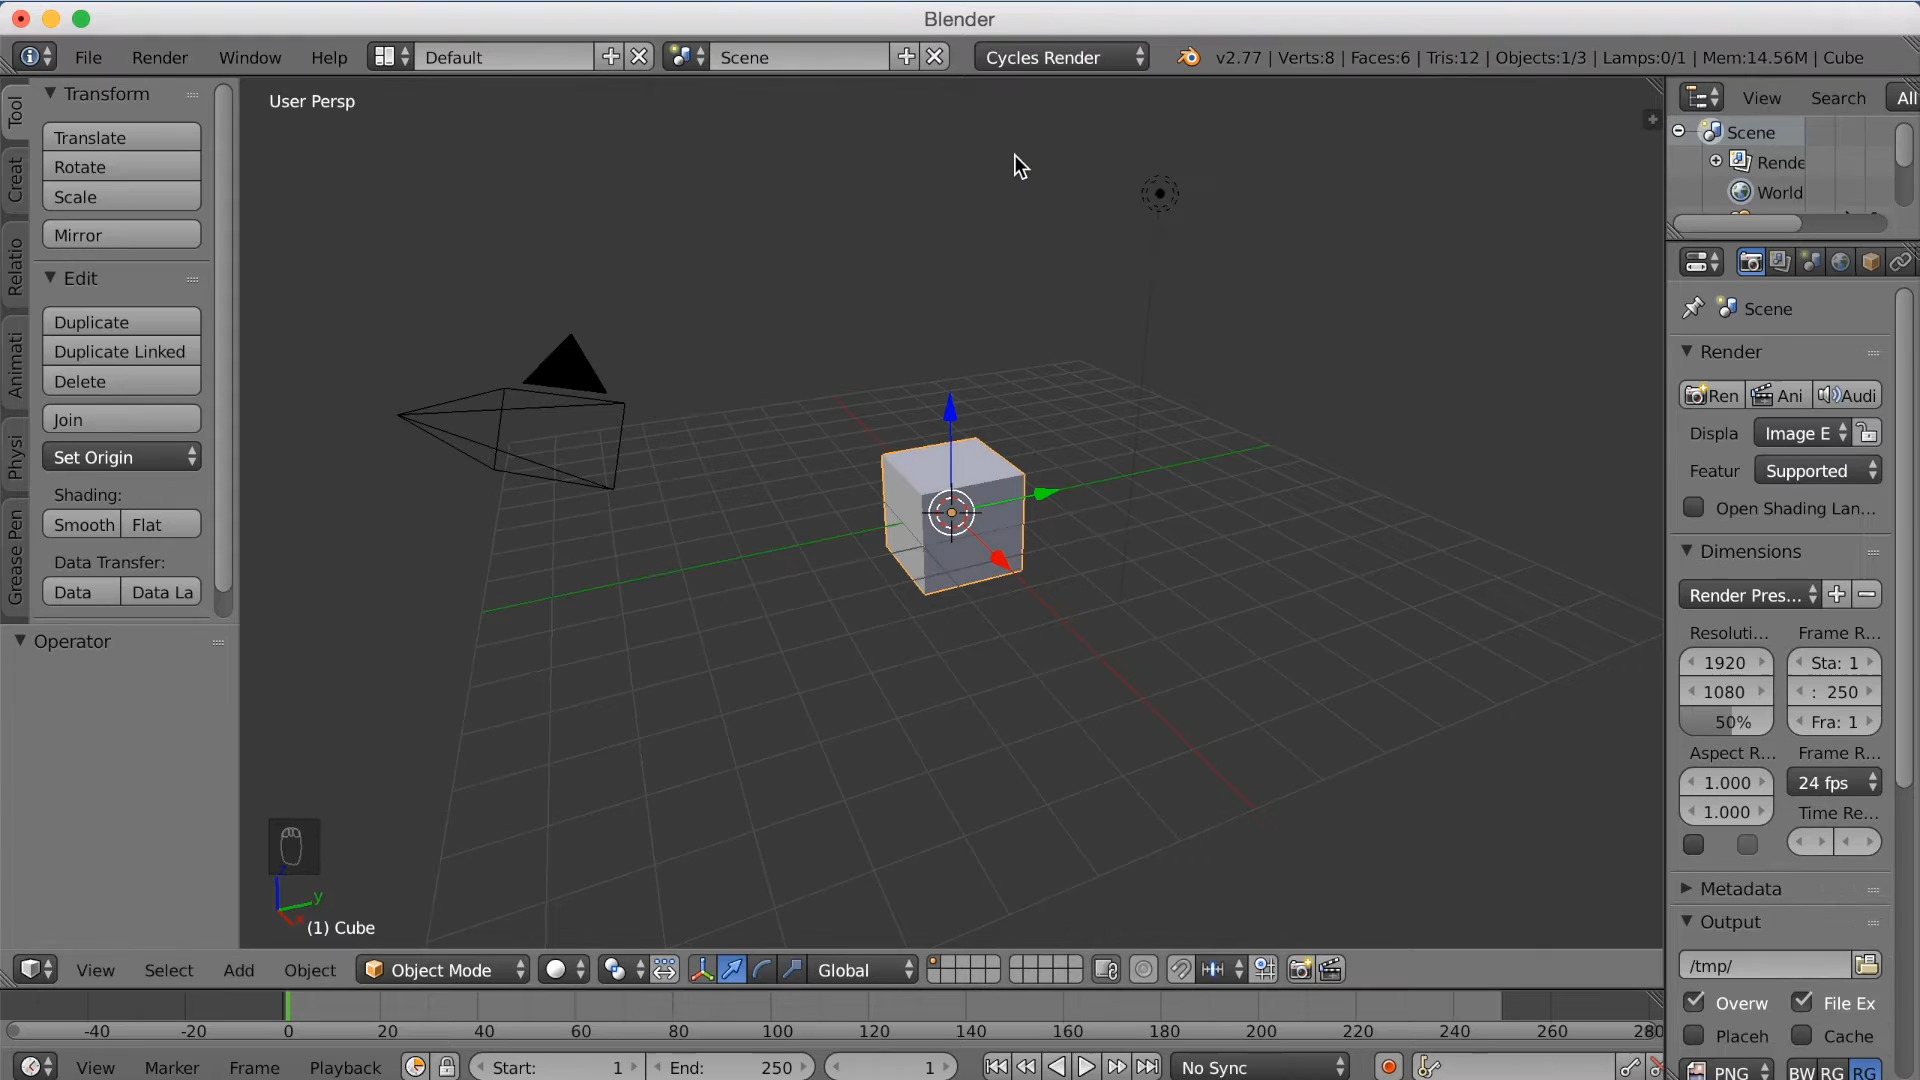 Blender
File Render Window Help Default Scene Cycles Render v2.77 | Verts:8 | Faces:6 | Tris:12 | Objects:1/3 | Lamps:0/1 | Mem:14.56M | Cube
Tool
Creat
Relatio
Animati
Physi
Grease Pen
Transform
Translate
Rotate
Scale
Mirror
Edit
Duplicate
Duplicate Linked
Delete
Join
Set Origin
Shading:
Smooth Flat
Data Transfer:
Data Data La
Operator
User Persp
z
y
x
(1) Cube
View Search All
Scene
Rende
World
Scene
Render
Ren Ani Audi
Displa Image E
Featur Supported
Open Shading Lan...
Dimensions
Render Pres...
Resoluti... Frame R...
1920 Sta: 1
1080 : 250
50% Fra: 1
Aspect R... Frame R...
1.000 24 fps
1.000 Time Re...
Metadata
Output
/tmp/
Overw File Ex
Placeh Cache
PNG BW RG RG
View Select Add Object Object Mode Global
-40 -20 0 20 40 60 80 100 120 140 160 180 200 220 240 260 280
View Marker Frame Playback Start: 1 End: 250 1 No Sync